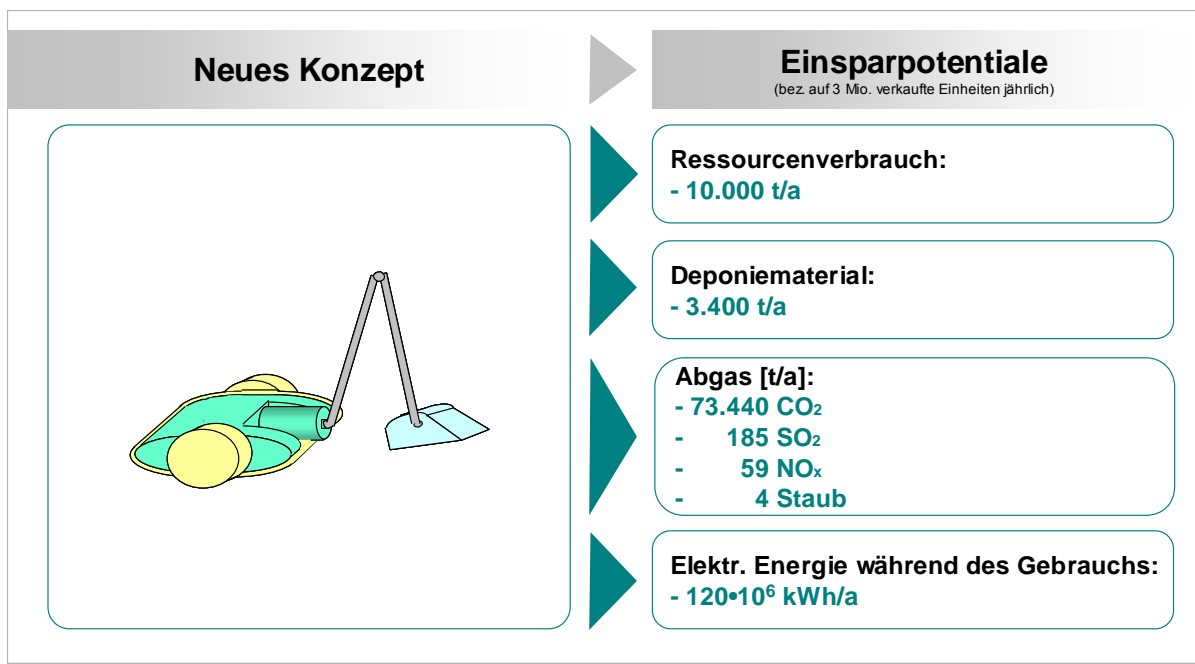 Neues Konzept
Einsparpotentiale
(bez. auf 3 Mio. verkaufte Einheiten jährlich)
Ressourcenverbrauch:
- 10.000 t/a
Deponiematerial:
- 3.400 t/a
Abgas [t/a]:
- 73.440 CO₂
- 185 SO₂
- 59 NOₓ
- 4 Staub
Elektr. Energie während des Gebrauchs:
- 120•10⁶ kWh/a